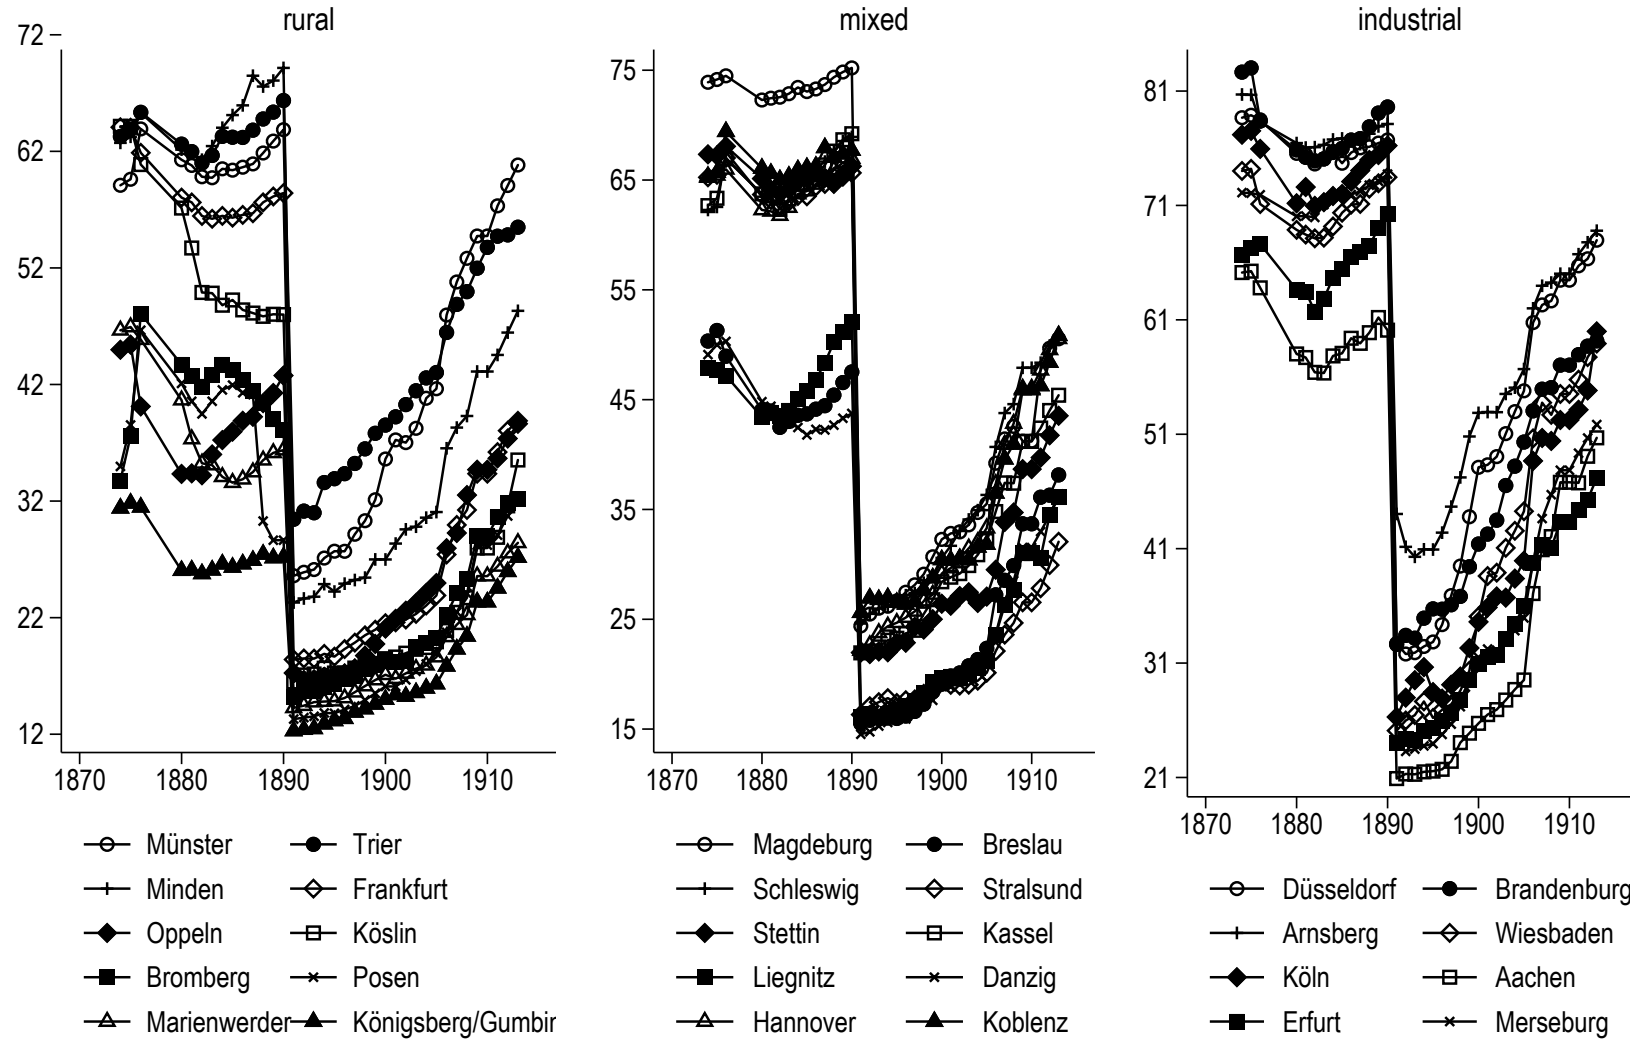 rural
72
62
52
42
32
22
12
1870 1880 1890 1900 1910
Münster Trier
Minden Frankfurt
Oppeln Köslin
Bromberg Posen
Marienwerder Königsberg/Gumbin
mixed
75
65
55
45
35
25
15
1870 1880 1890 1900 1910
Magdeburg Breslau
Schleswig Stralsund
Stettin Kassel
Liegnitz Danzig
Hannover Koblenz
industrial
81
71
61
51
41
31
21
1870 1880 1890 1900 1910
Düsseldorf Brandenburg
Arnsberg Wiesbaden
Köln Aachen
Erfurt Merseburg